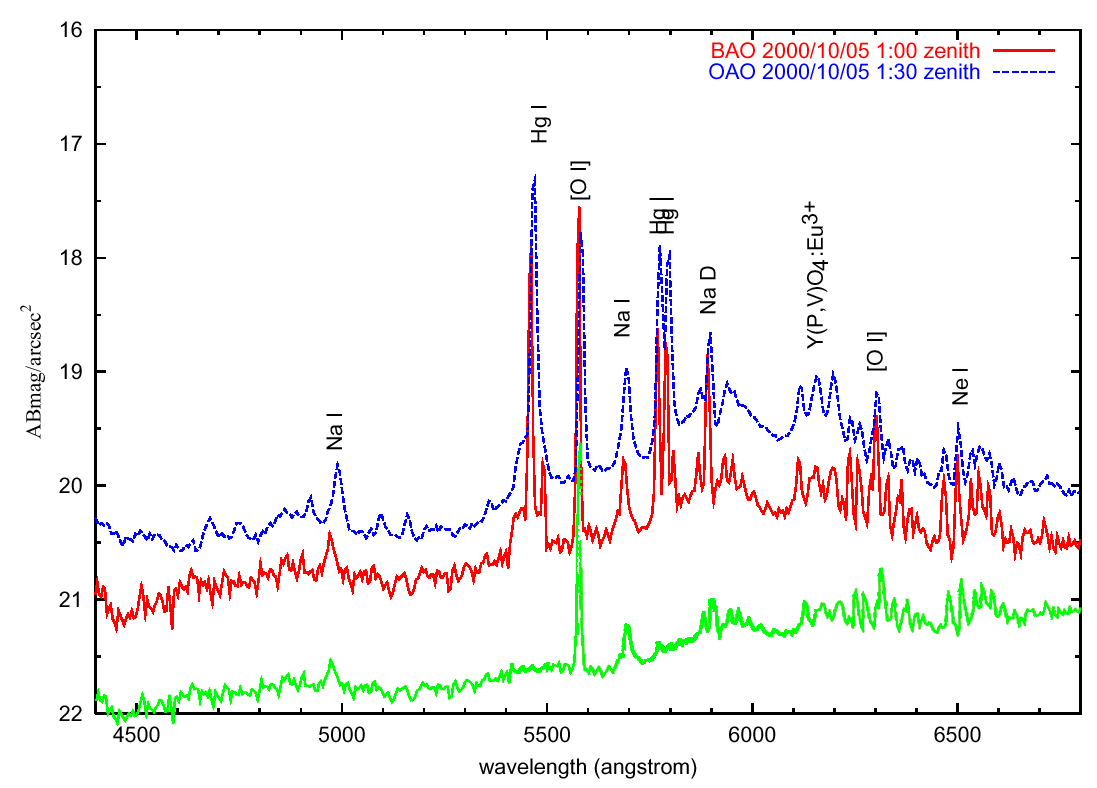 BAO 2000/10/05 1:00 zenith
OAO 2000/10/05 1:30 zenith
16
17
18
19
20
21
22
ABmag/arcsec²
Na I
Hg I
[O I]
Na I
Hg I
Hg I
Na D
Y(P,V)O₄:Eu³⁺
[O I]
Ne I
4500
5000
5500
6000
6500
wavelength (angstrom)